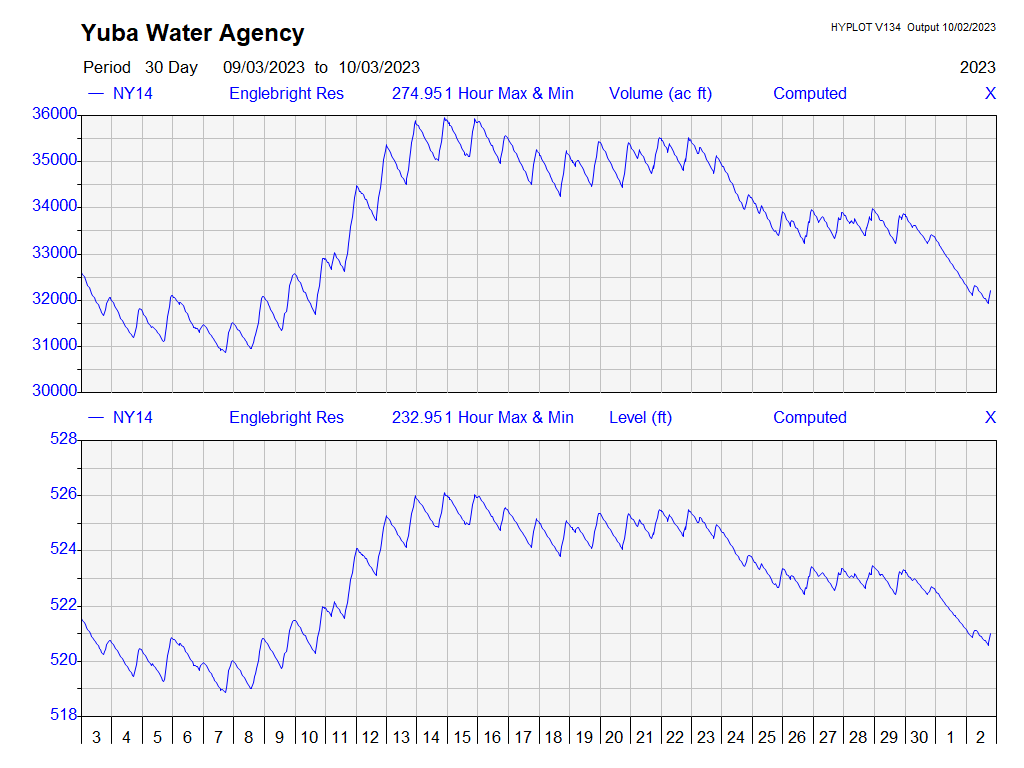 Yuba Water Agency
HYPLOT V134 Output 10/02/2023
Period 30 Day 09/03/2023 to 10/03/2023 2023
NY14 Englebright Res 274.951 Hour Max & Min Volume (ac ft) Computed X
36000
35000
34000
33000
32000
31000
30000
NY14 Englebright Res 232.951 Hour Max & Min Level (ft) Computed X
528
526
524
522
520
518
3 4 5 6 7 8 9 10 11 12 13 14 15 16 17 18 19 20 21 22 23 24 25 26 27 28 29 30 1 2